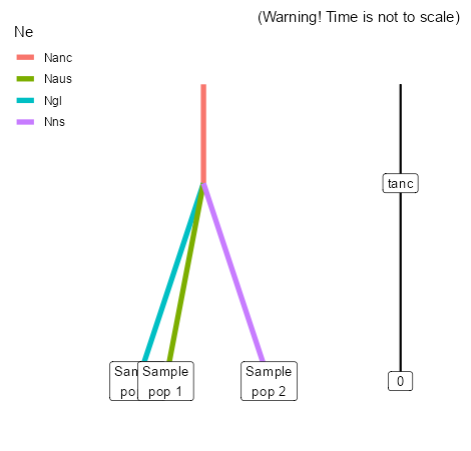 (Warning! Time is not to scale)
Ne
Nanc
Naus
Ngl
Nns
tanc
Sample
pop 1
Sample
pop 2
0